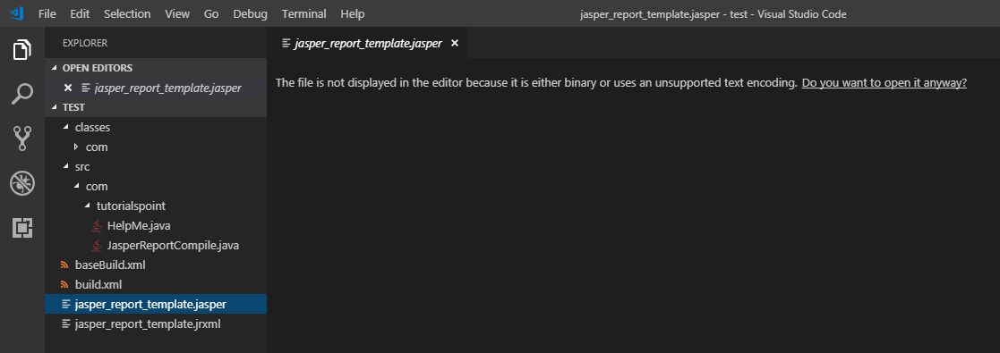 File Edit Selection View Go Debug Terminal Help jasper_report_template.jasper - test - Visual Studio Code
EXPLORER
OPEN EDITORS
jasper_report_template.jasper
TEST
classes
com
src
com
tutorialspoint
HelpMe.java
JasperReportCompile.java
baseBuild.xml
build.xml
jasper_report_template.jasper
jasper_report_template.jrxml
jasper_report_template.jasper
The file is not displayed in the editor because it is either binary or uses an unsupported text encoding. Do you want to open it anyway?